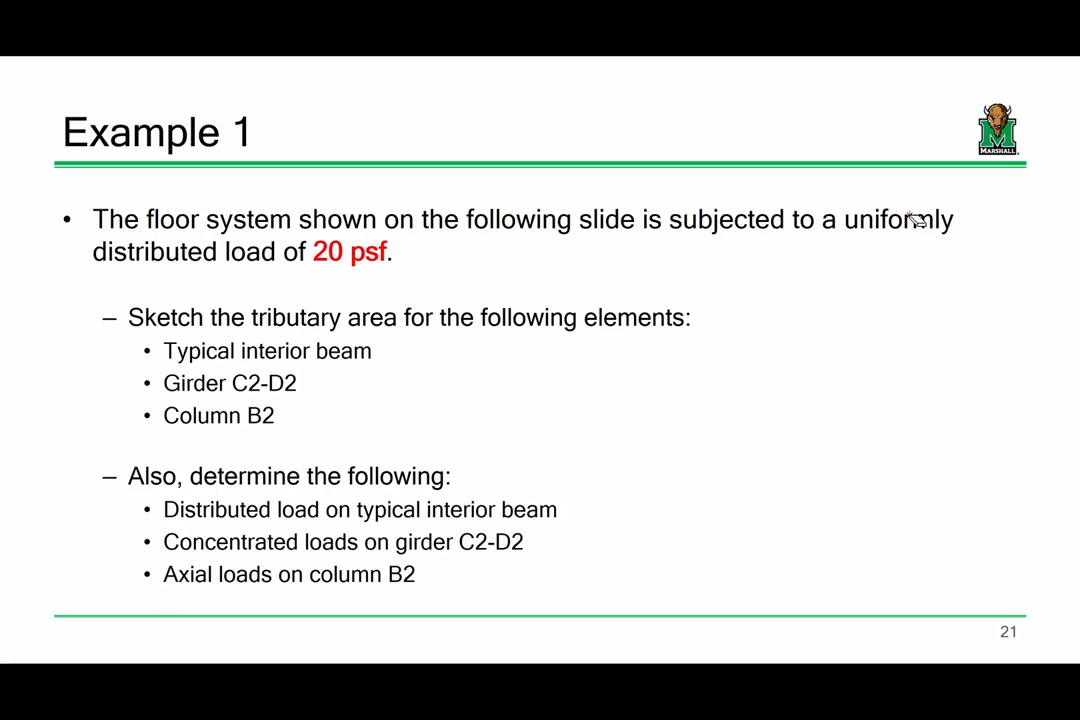 Example 1
MARSHALL
• The floor system shown on the following slide is subjected to a uniformly
distributed load of 20 psf.
– Sketch the tributary area for the following elements:
• Typical interior beam
• Girder C2-D2
• Column B2
– Also, determine the following:
• Distributed load on typical interior beam
• Concentrated loads on girder C2-D2
• Axial loads on column B2
21